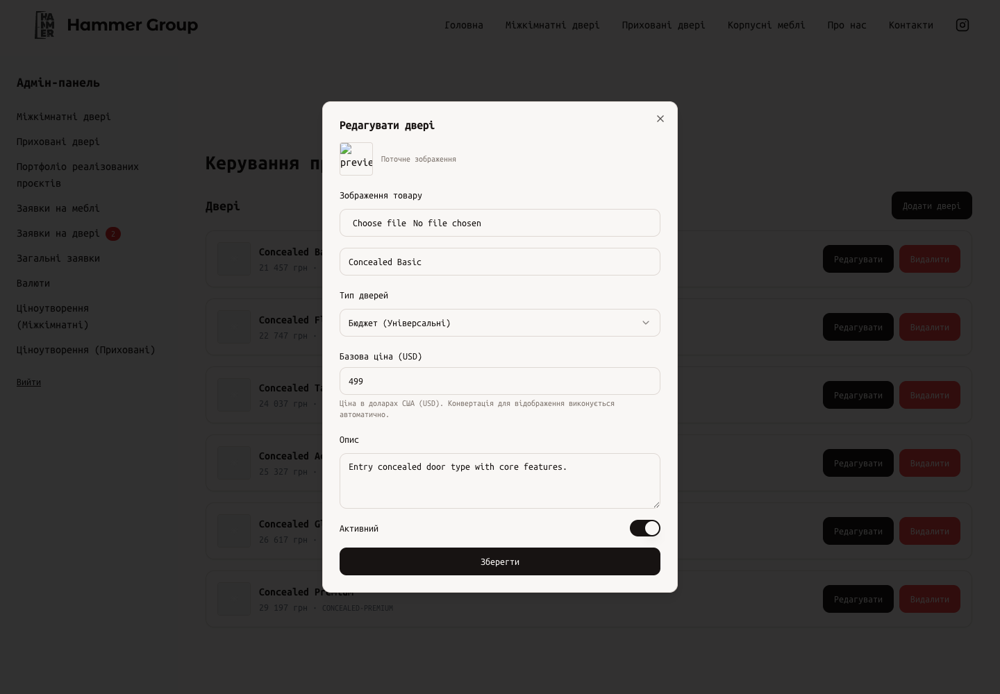 HAMMER
Hammer Group
Головна
Міжкімнатні двері
Приховані двері
Корпусні меблі
Про нас
Контакти
Адмін-панель
Міжкімнатні двері
Приховані двері
Портфоліо реалізованих
проєктів
Заявки на меблі
Заявки на двері 2
Загальні заявки
Валюти
Ціноутворення
(Міжкімнатні)
Ціноутворення (Приховані)
Вийти
Керування
Двері
Додати двері
Concealed
21 457 грн ·
Редагувати
Видалити
Concealed
22 747 грн ·
Редагувати
Видалити
Concealed
24 037 грн ·
Редагувати
Видалити
Concealed
25 327 грн ·
Редагувати
Видалити
Concealed
26 617 грн ·
Редагувати
Видалити
Concealed Premium
29 197 грн · CONCEALED-PREMIUM
Редагувати
Видалити
Редагувати двері
Поточне зображення
Зображення товару
Choose file No file chosen
Concealed Basic
Тип дверей
Бюджет (Універсальні)
Базова ціна (USD)
499
Ціна в доларах США (USD). Конвертація для відображення виконується
автоматично.
Опис
Entry concealed door type with core features.
Активний
Зберегти